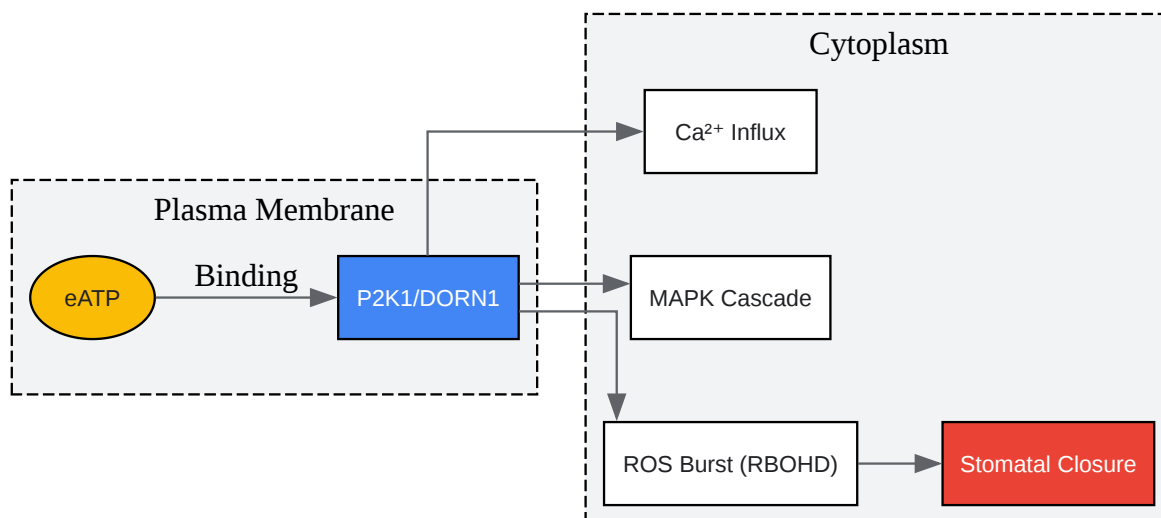 Cytoplasm
Ca²⁺ Influx
Plasma Membrane
eATP
Binding
P2K1/DORN1
MAPK Cascade
ROS Burst (RBOHD)
Stomatal Closure